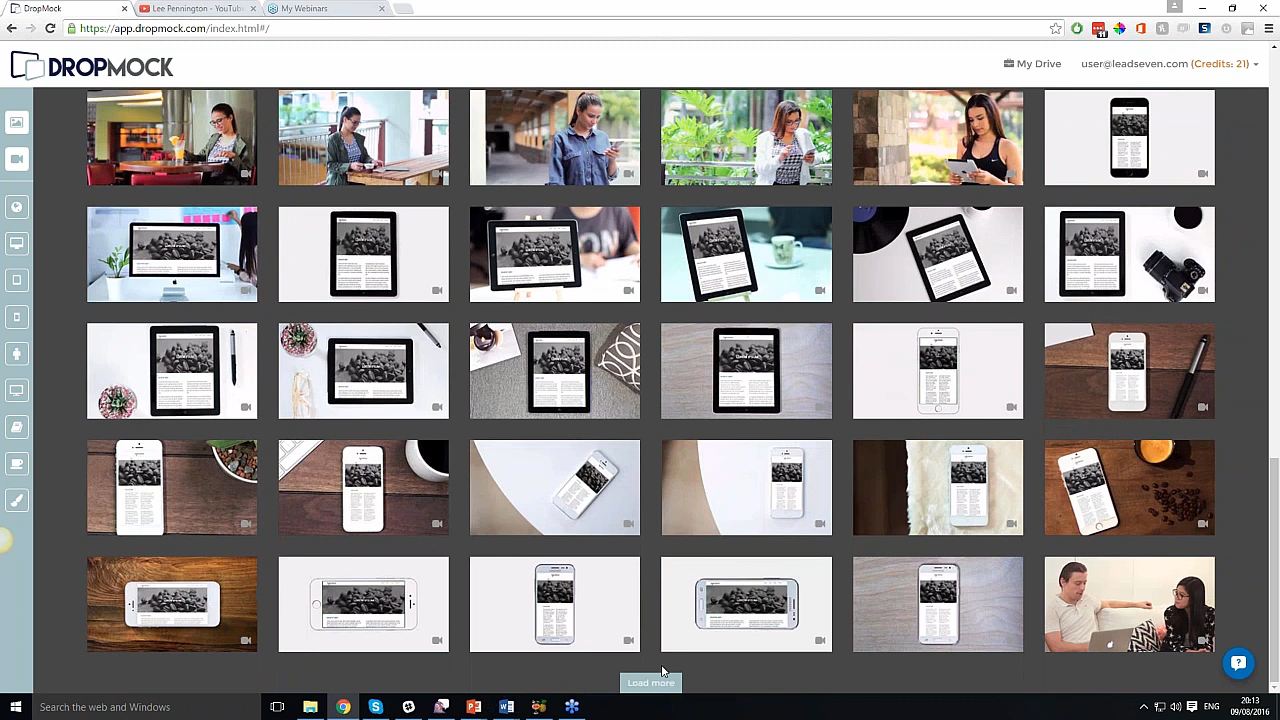 DropMock
Lee Pennington - YouTube
My Webinars
https://app.dropmock.com/index.html#/
DROPMOCK
My Drive
user@leadseven.com (Credits: 21)
Load more
Search the web and Windows
ENG
20:13
09/08/2016